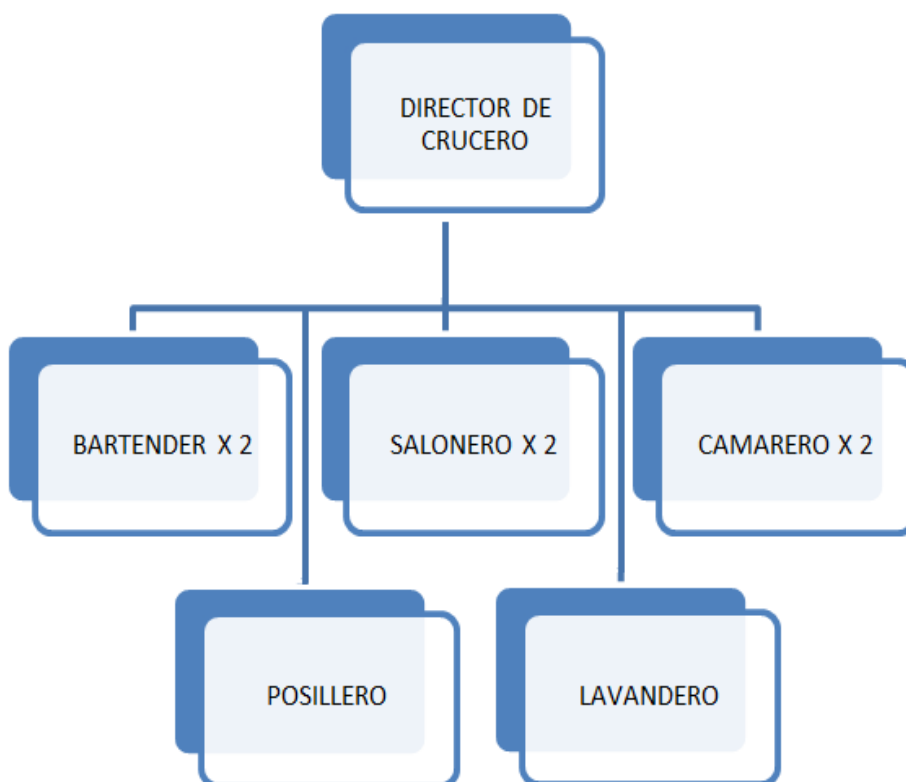 DIRECTOR DE
CRUCERO
BARTENDER X 2
SALONERO X 2
CAMARERO X 2
POSILLERO
LAVANDERO